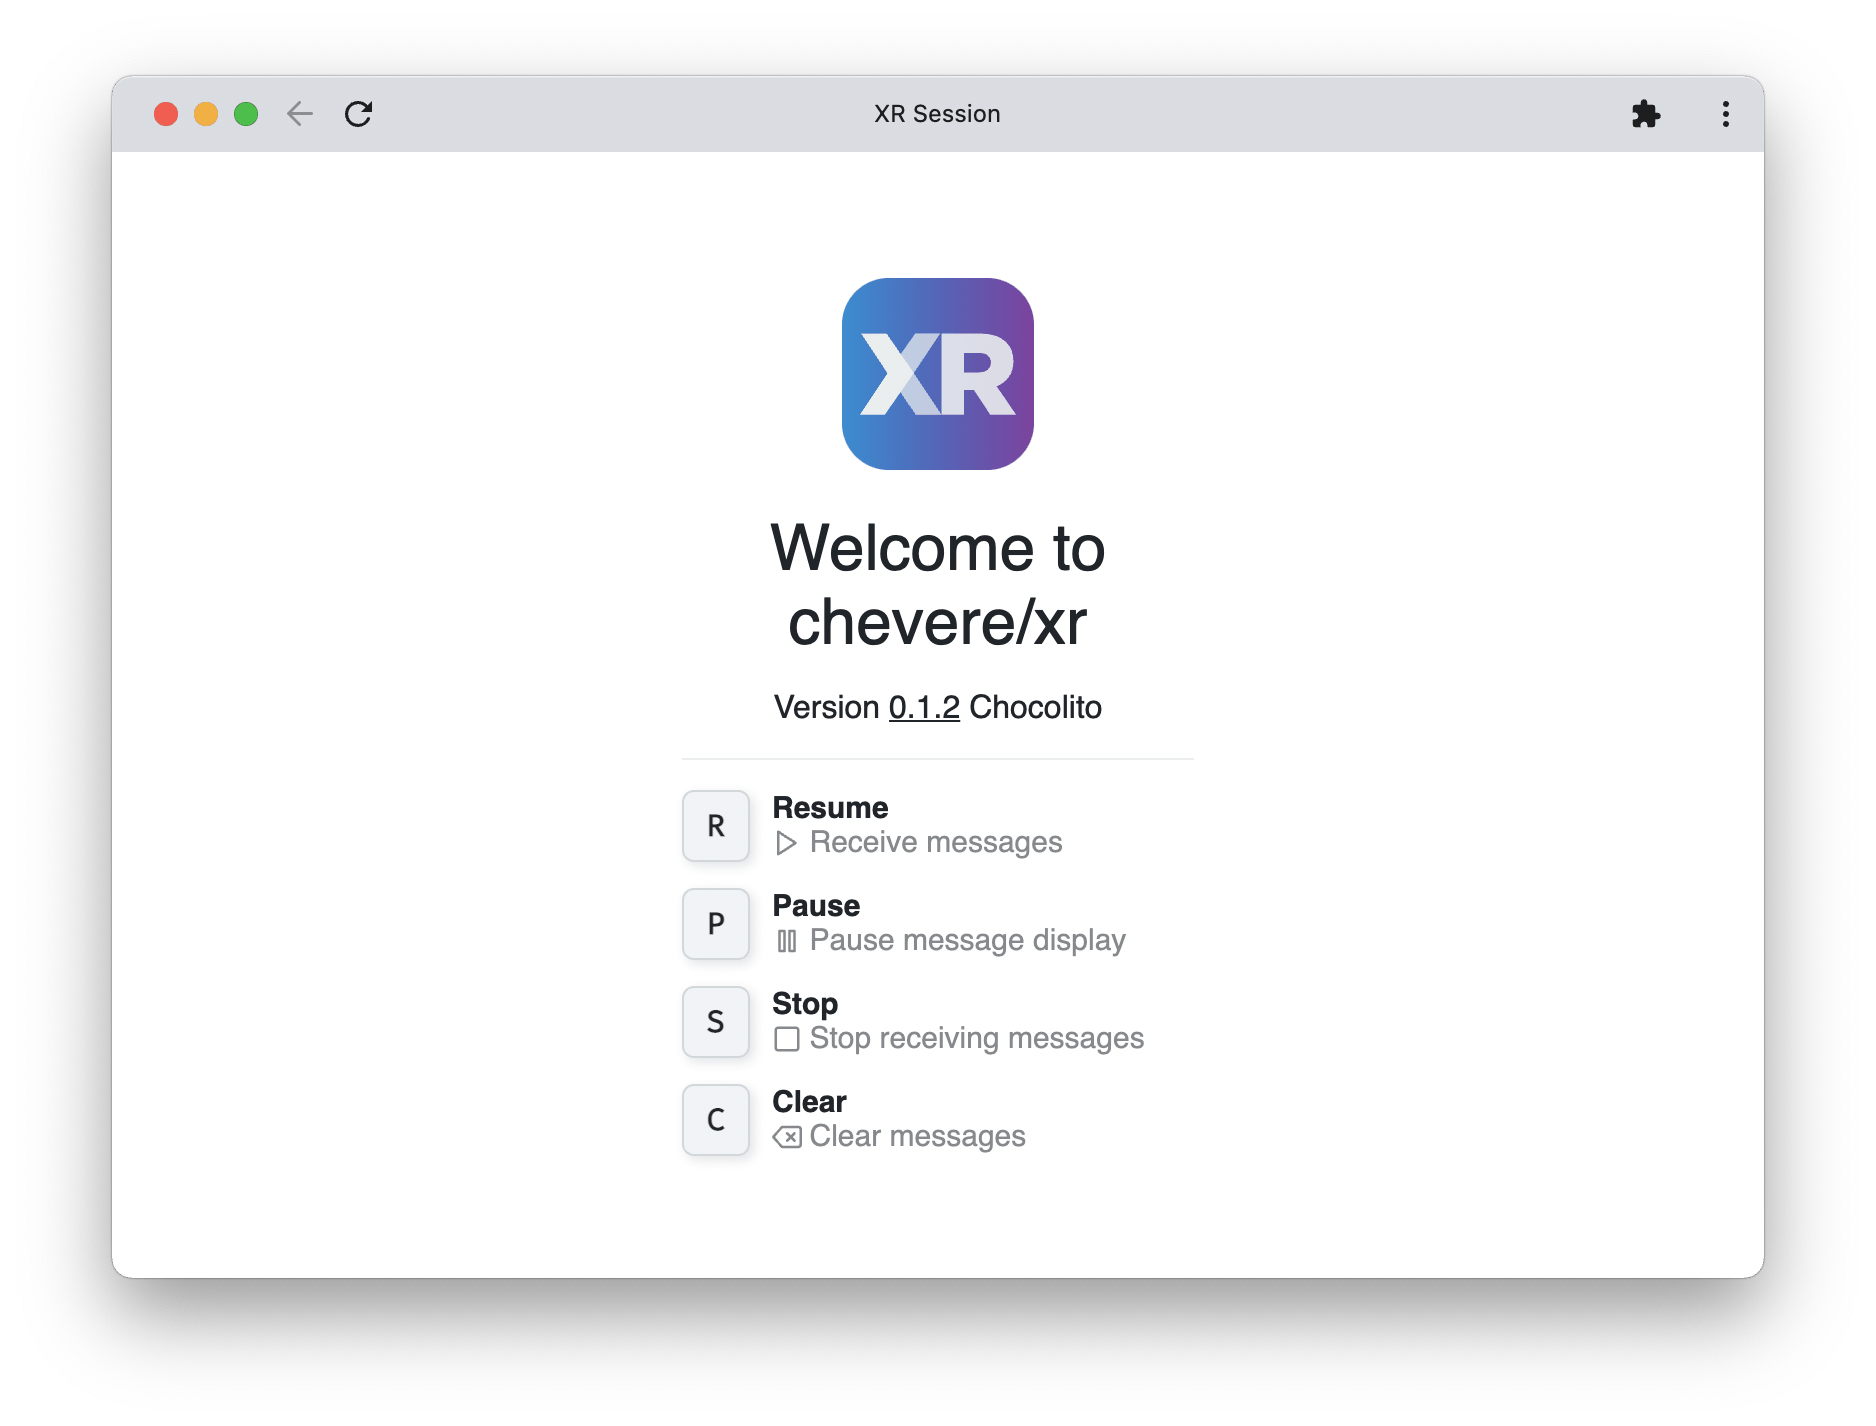 XR Session
XR
Welcome to
chevere/xr
Version 0.1.2 Chocolito
R
Resume
Receive messages
P
Pause
Pause message display
S
Stop
Stop receiving messages
C
Clear
Clear messages